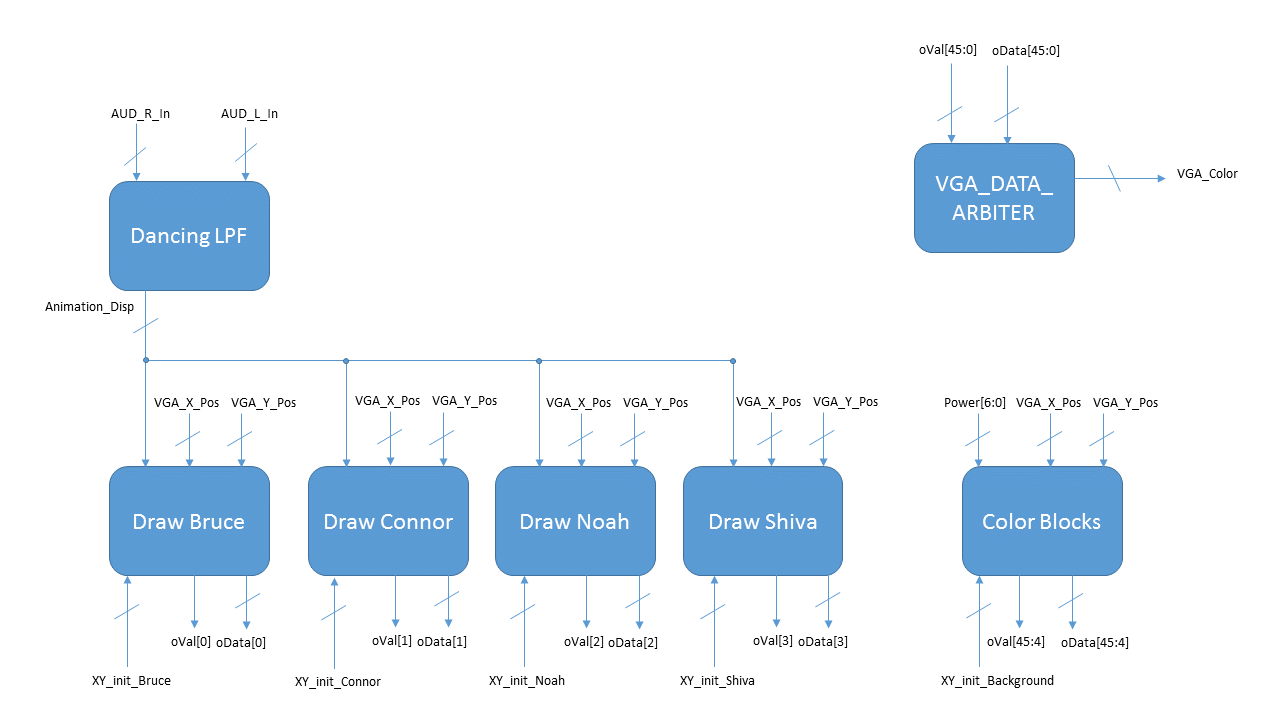 oVal[45:0]
oData[45:0]
AUD_R_In
AUD_L_In
VGA_DATA_
ARBITER
VGA_Color
Dancing LPF
Animation_Disp
VGA_X_Pos
VGA_Y_Pos
VGA_X_Pos
VGA_Y_Pos
VGA_X_Pos
VGA_Y_Pos
VGA_X_Pos
VGA_Y_Pos
Power[6:0]
VGA_X_Pos
VGA_Y_Pos
Draw Bruce
Draw Connor
Draw Noah
Draw Shiva
Color Blocks
oVal[0]
oData[0]
oVal[1]
oData[1]
oVal[2]
oData[2]
oVal[3]
oData[3]
oVal[45:4]
oData[45:4]
XY_init_Bruce
XY_init_Connor
XY_init_Noah
XY_init_Shiva
XY_init_Background